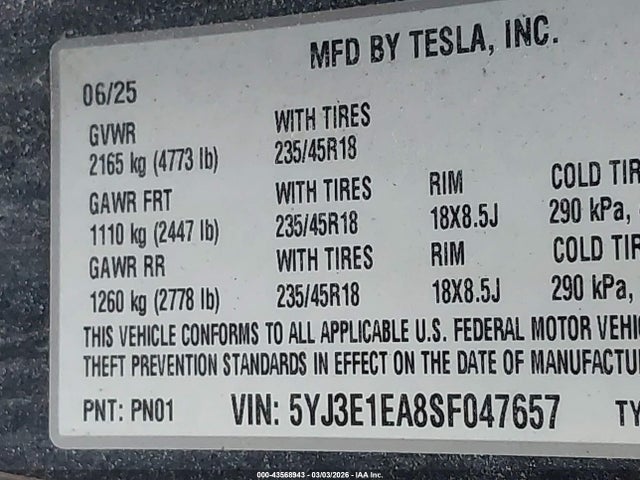 MFD BY TESLA, INC.
06/25
GVWR WITH TIRES
2165 kg (4773 lb) 235/45R18
GAWR FRT WITH TIRES RIM COLD TIR
1110 kg (2447 lb) 235/45R18 18X8.5J 290 kPa,
GAWR RR WITH TIRES RIM COLD TIR
1260 kg (2778 lb) 235/45R18 18X8.5J 290 kPa,
THIS VEHICLE CONFORMS TO ALL APPLICABLE U.S. FEDERAL MOTOR VEHI
THEFT PREVENTION STANDARDS IN EFFECT ON THE DATE OF MANUFACTU
PNT: PN01 VIN: 5YJ3E1EA8SF047657 TY
000-43568943 - 03/03/2026 - IAA Inc.